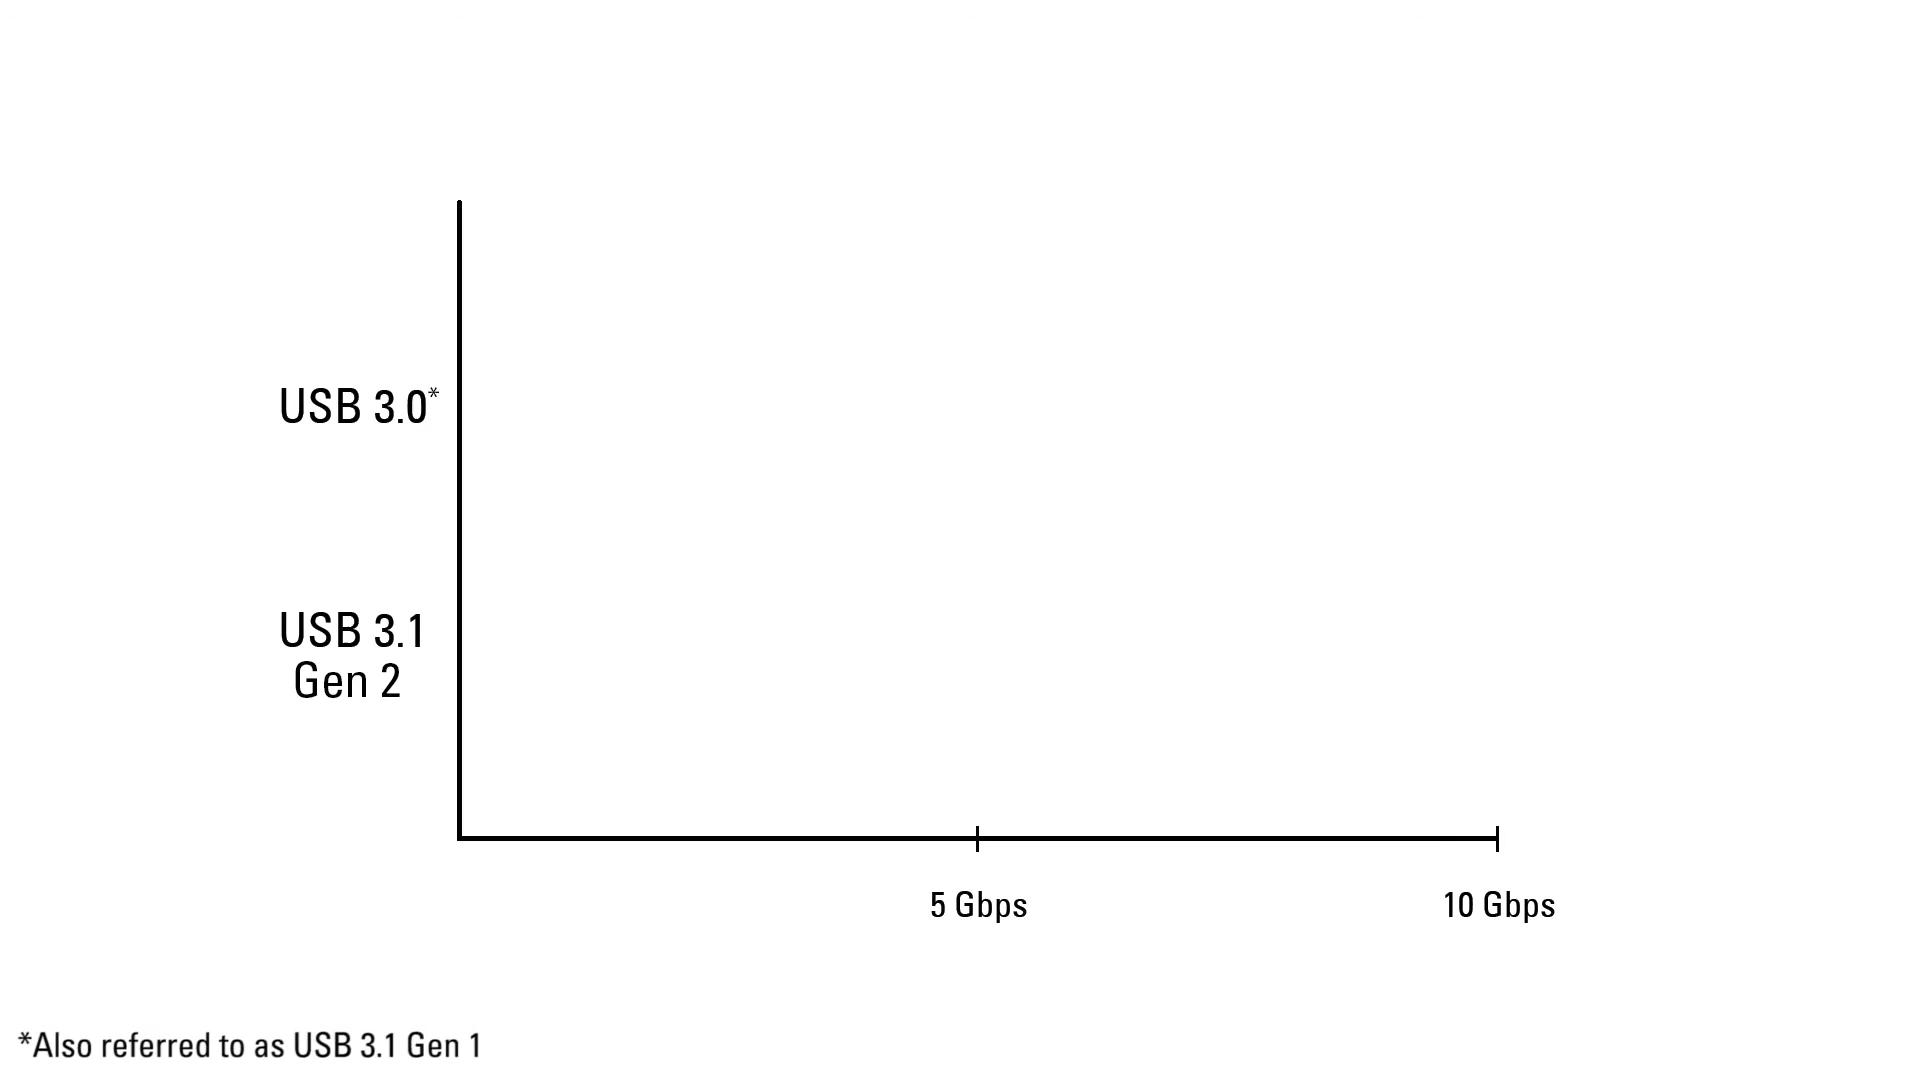 USB 3.0*
USB 3.1
Gen 2
5 Gbps
10 Gbps
*Also referred to as USB 3.1 Gen 1